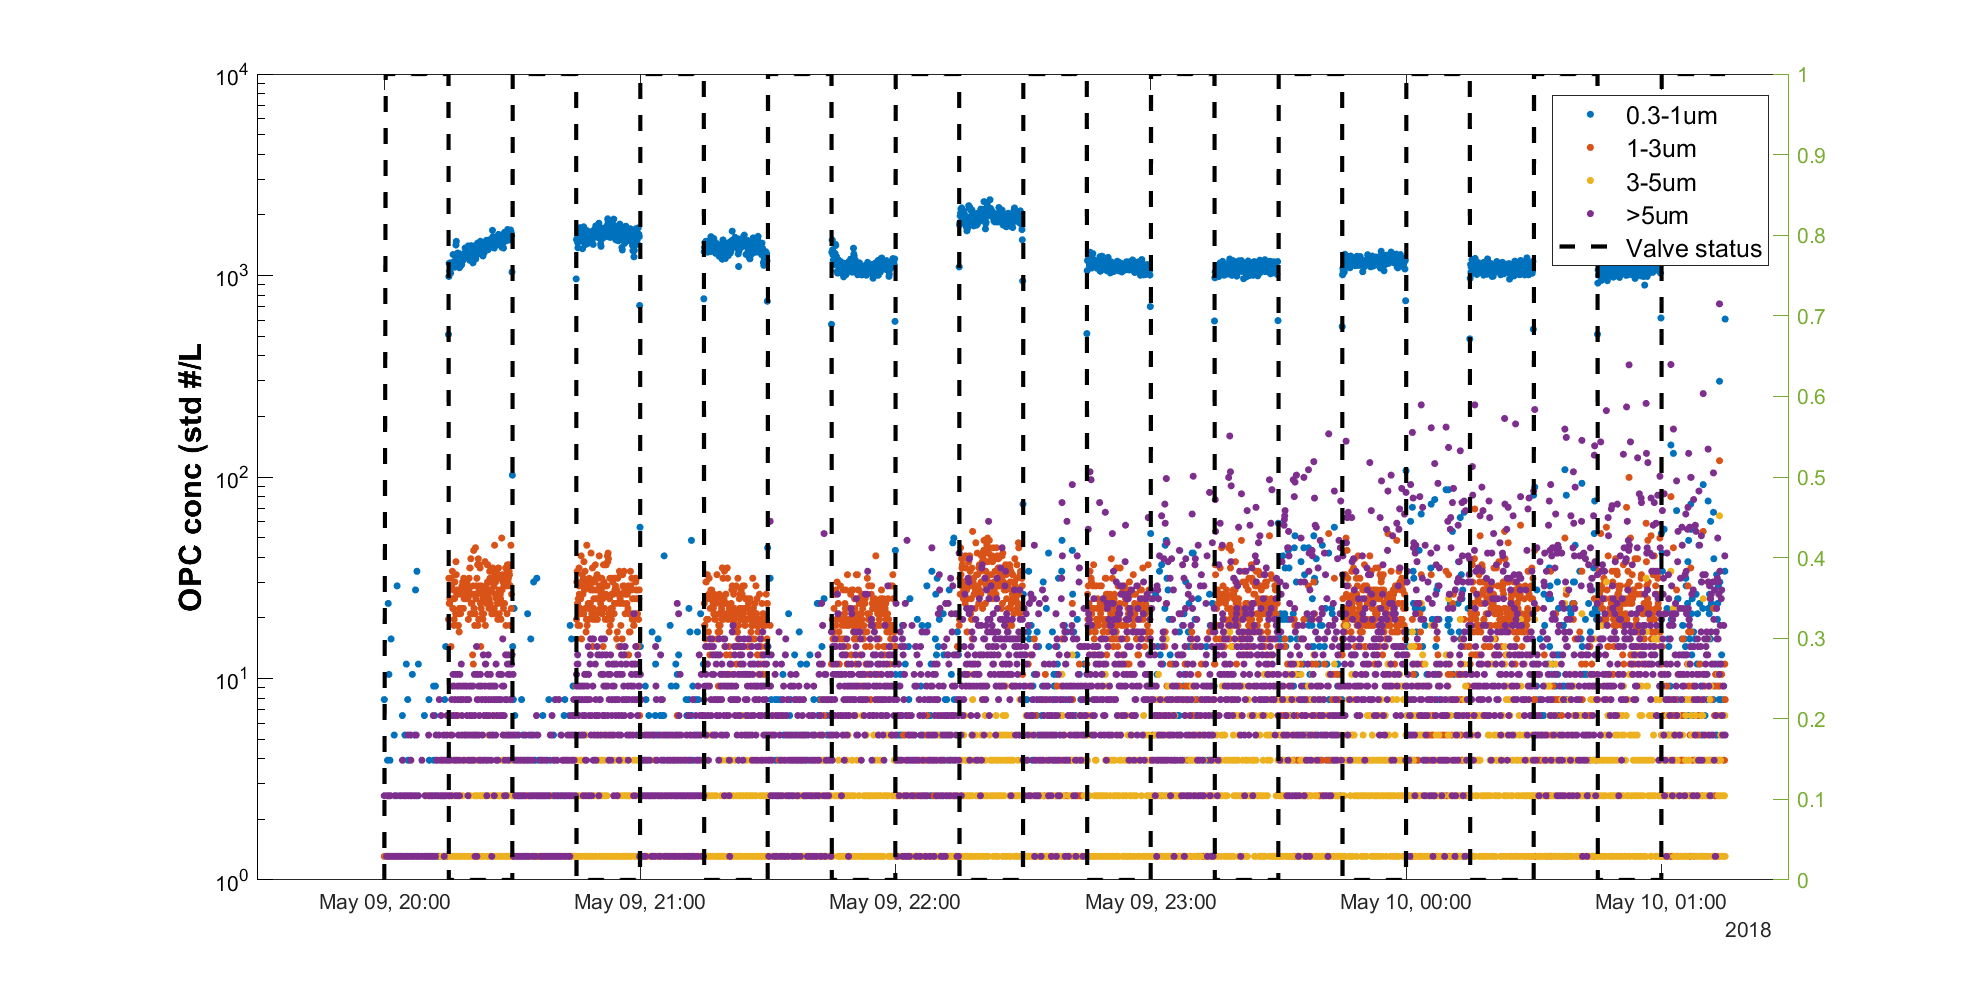 OPC conc (std #/L
10^4
10^3
10^2
10^1
10^0
1
0.9
0.8
0.7
0.6
0.5
0.4
0.3
0.2
0.1
0
0.3-1um
1-3um
3-5um
>5um
Valve status
May 09, 20:00
May 09, 21:00
May 09, 22:00
May 09, 23:00
May 10, 00:00
May 10, 01:00
2018